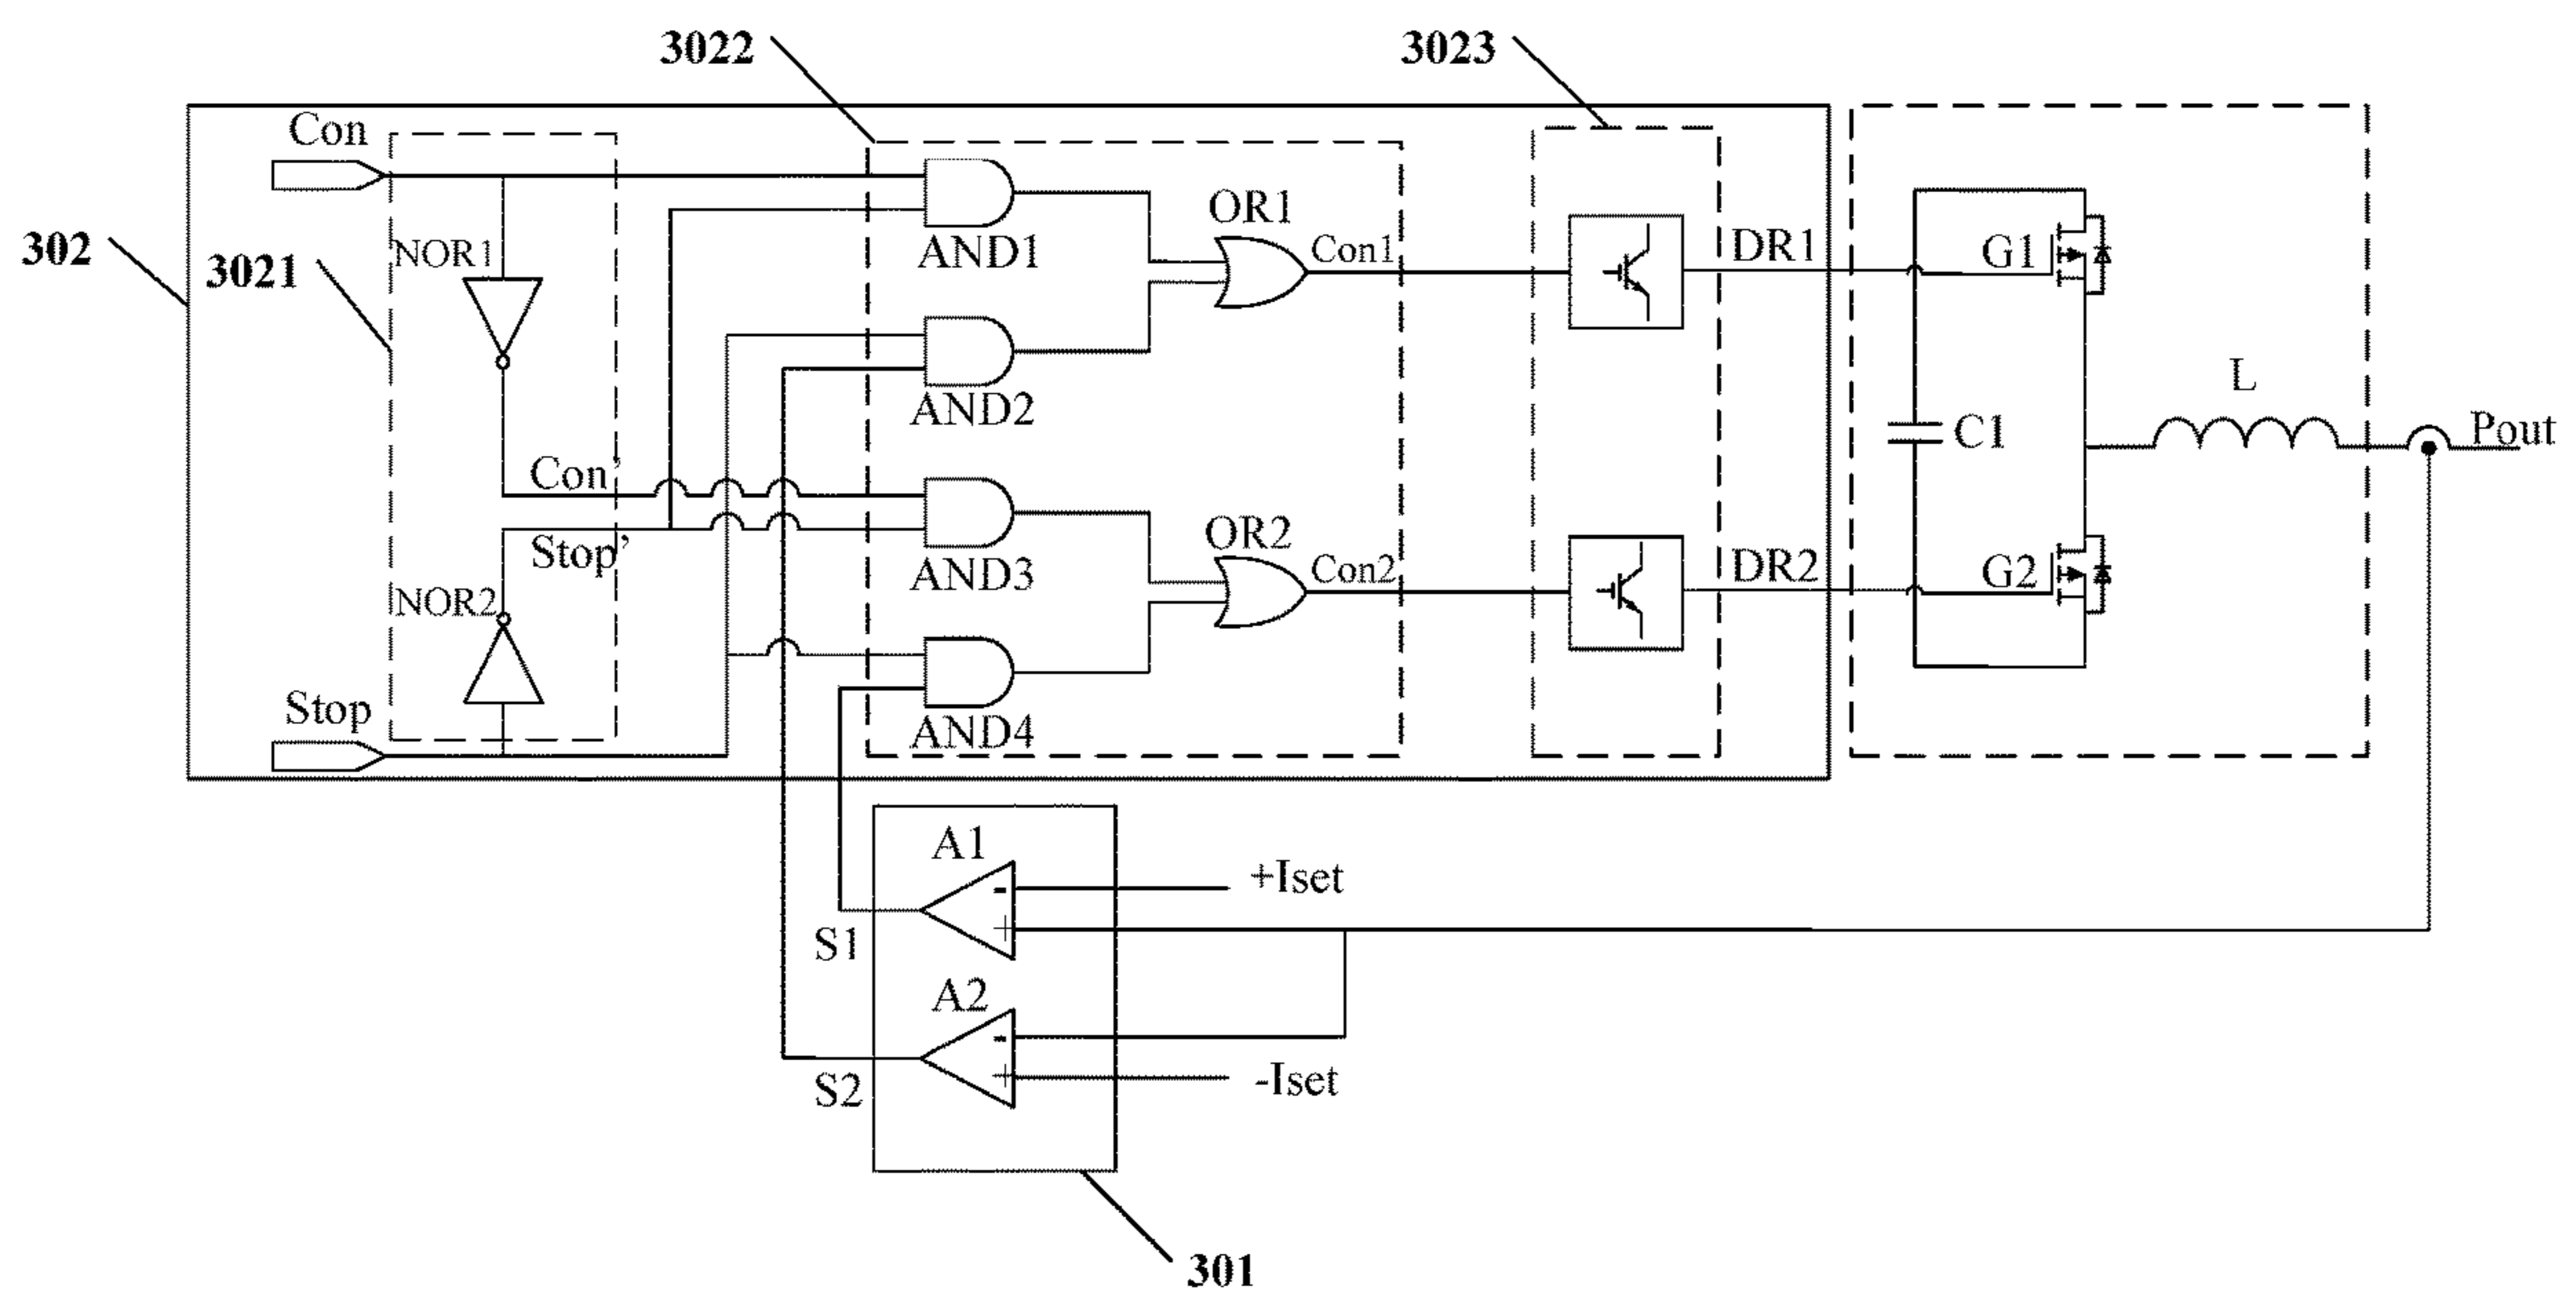 3022
3023
302
3021
Con
NOR1
Con'
Stop'
NOR2
Stop
AND1
AND2
AND3
AND4
OR1
Con1
OR2
Con2
DR1
DR2
G1
G2
C1
L
Pout
A1
-
+
S1
A2
-
+
S2
+Iset
-Iset
301